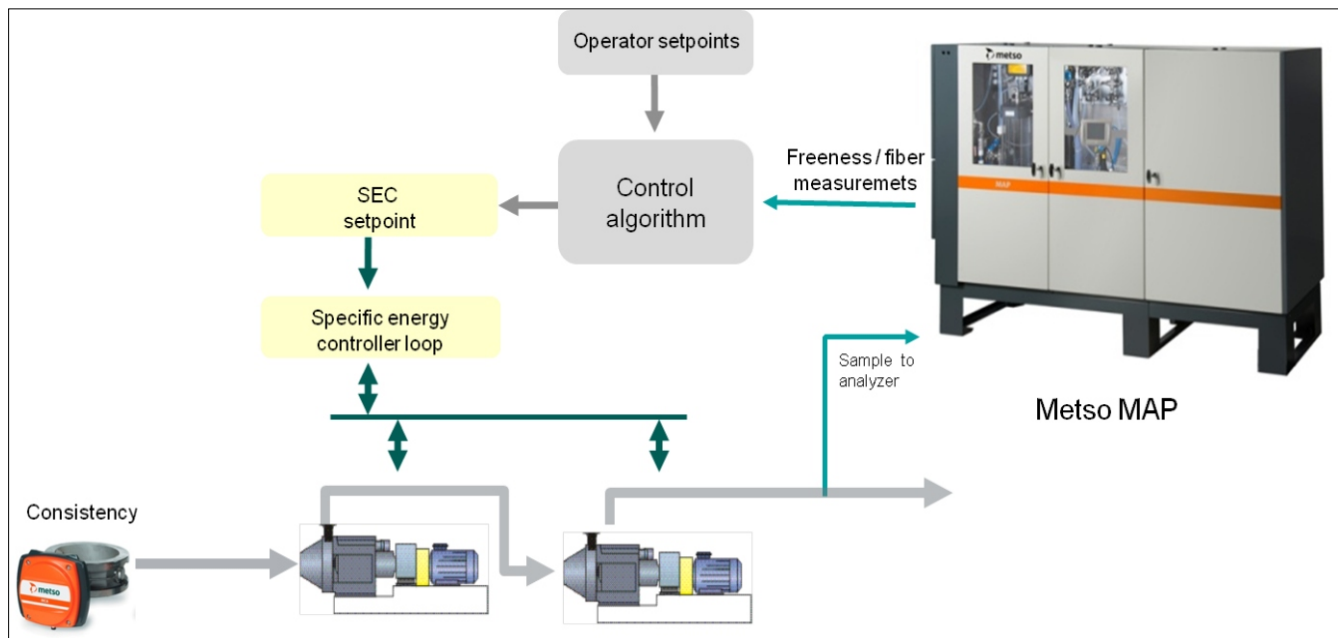 Operator setpoints
metso
Freeness / fiber
measuremets
MAP
Control
algorithm
SEC
setpoint
Specific energy
controller loop
Sample to
analyzer
Metso MAP
Consistency
metso